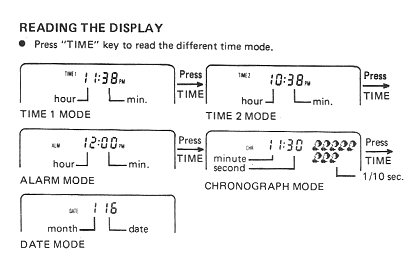 READING THE DISPLAY
● Press "TIME" key to read the different time mode.
TIME 1 11:38 PM Press TIME 2 10:38 PM Press
hour min. TIME hour min. TIME
TIME 1 MODE TIME 2 MODE
ALM 12:00 PM Press CHR 11:30 Press
hour min. TIME minute second TIME
ALARM MODE 1/10 sec.
CHRONOGRAPH MODE
DATE 1 16
month date
DATE MODE